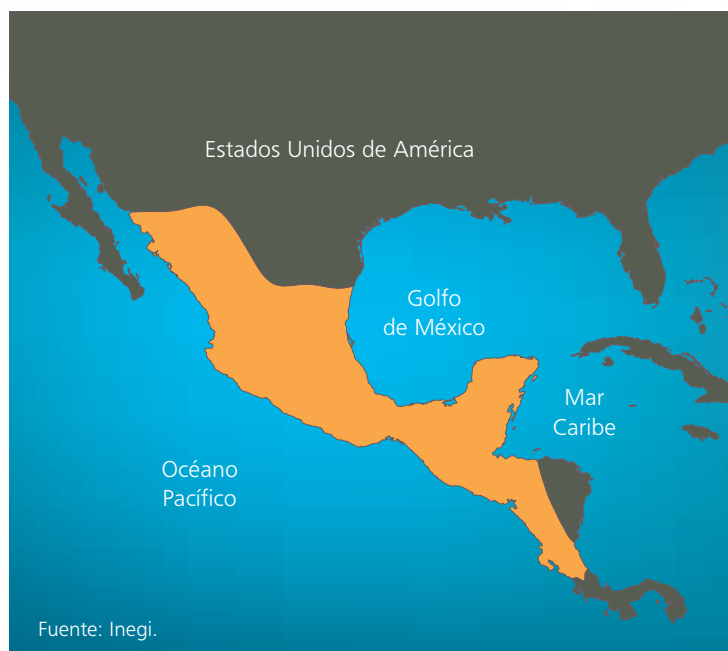 Estados Unidos de América
Golfo
de México
Mar
Caribe
Océano
Pacífico
Fuente: Inegi.